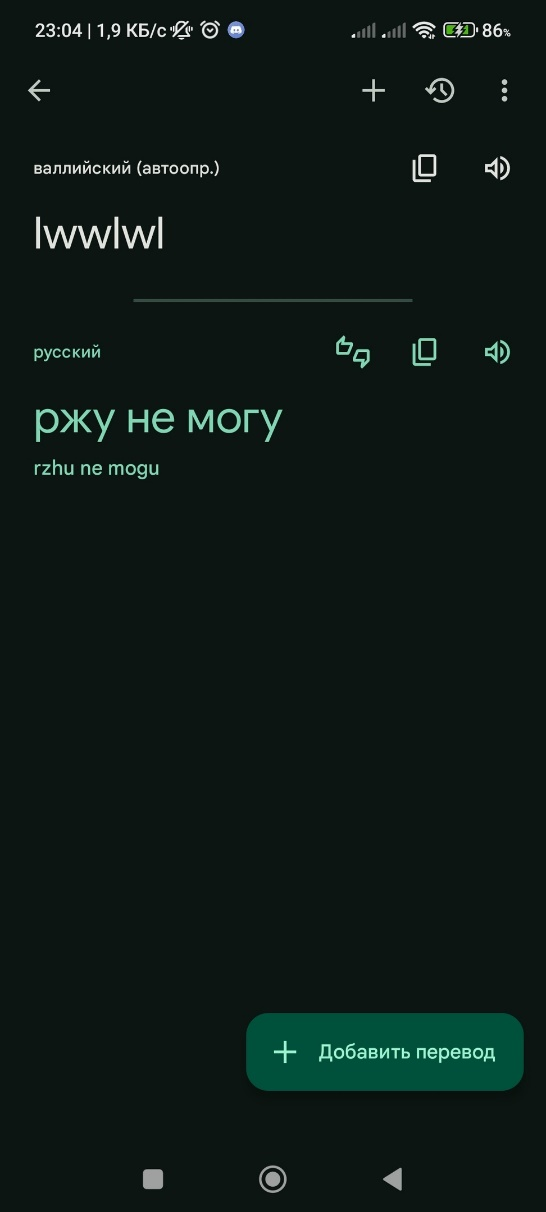 23:04 | 1,9 КБ/с 86%
валлийский (автоопр.)
lwwlwl
русский
ржу не могу
rzhu ne mogu
Добавить перевод